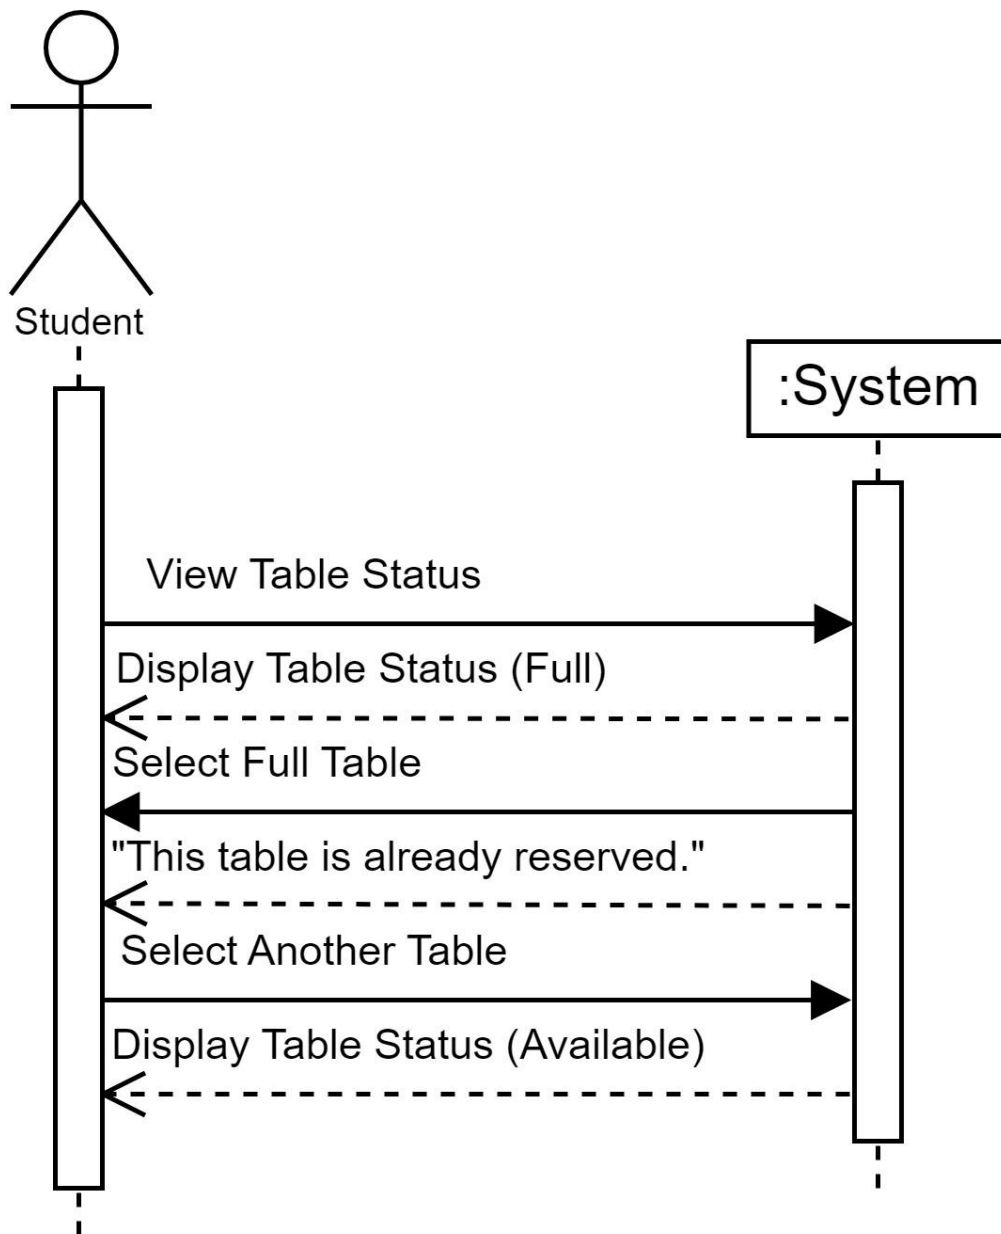 Student
:System
View Table Status
Display Table Status (Full)
Select Full Table
"This table is already reserved."
Select Another Table
Display Table Status (Available)